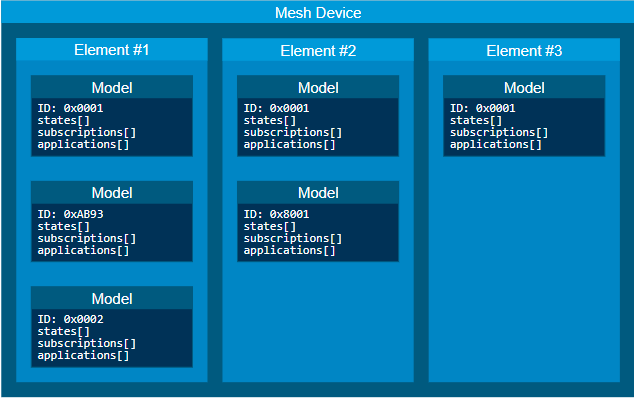 Mesh Device
Element #1
Model
ID: 0x0001
states[]
subscriptions[]
applications[]
Model
ID: 0xAB93
states[]
subscriptions[]
applications[]
Model
ID: 0x0002
states[]
subscriptions[]
applications[]
Element #2
Model
ID: 0x0001
states[]
subscriptions[]
applications[]
Model
ID: 0x8001
states[]
subscriptions[]
applications[]
Element #3
Model
ID: 0x0001
states[]
subscriptions[]
applications[]